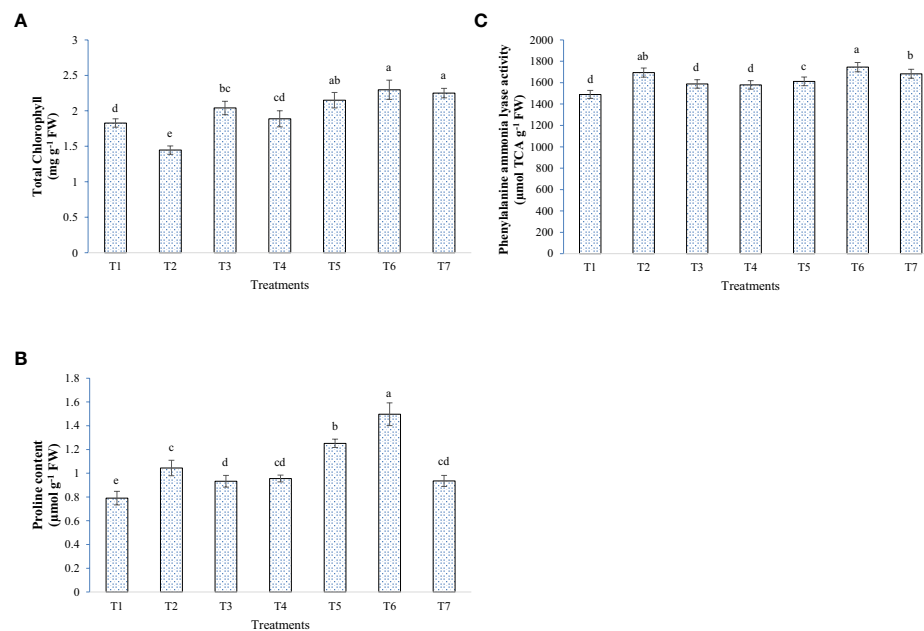 A
Total Chlorophyll
(mg g⁻¹ FW)
3
2.5
2
1.5
1
0.5
0
d
e
bc
cd
ab
a
a
T1 T2 T3 T4 T5 T6 T7
Treatments
B
Proline content
(µmol g⁻¹ FW)
1.8
1.6
1.4
1.2
1
0.8
0.6
0.4
0.2
0
e
c
d
cd
b
a
cd
T1 T2 T3 T4 T5 T6 T7
Treatments
C
Phenylalanine ammonia lyase activity
(µmol TCA g⁻¹ FW)
2000
1800
1600
1400
1200
1000
800
600
400
200
0
d
ab
d
d
c
a
b
T1 T2 T3 T4 T5 T6 T7
Treatments